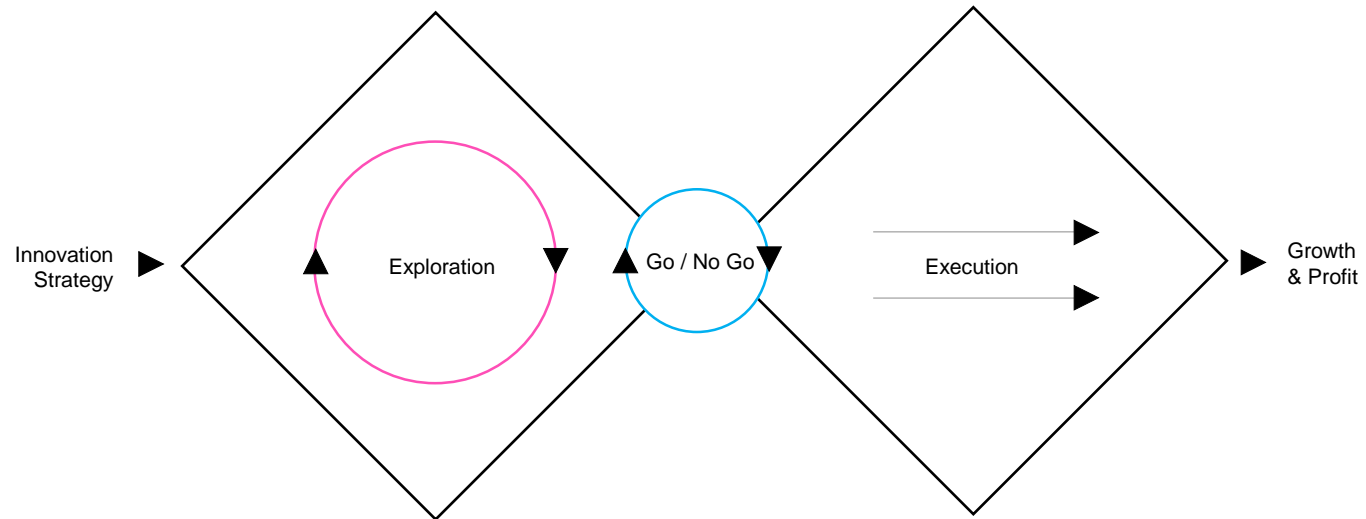 Innovation
Strategy
Exploration
Go / No Go
Execution
Growth
& Profit